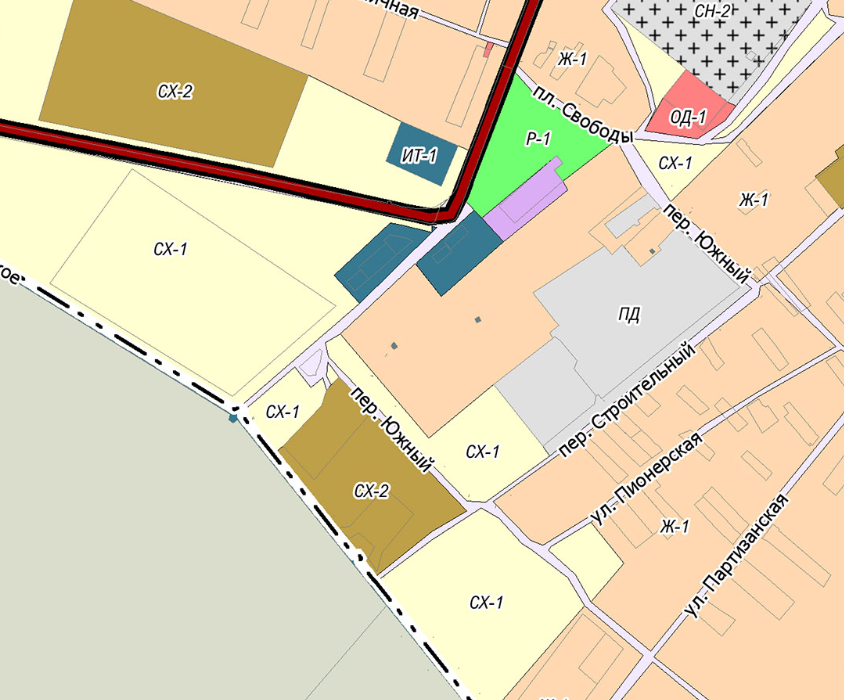 СН-2
Ж-1
СХ-2
пл. Свободы
ОД-1
Р-1
ИТ-1
СХ-1
Ж-1
пер. Южный
СХ-1
ПД
пер. Строительный
СХ-1
пер. Южный
СХ-1
ул. Пионерская
СХ-2
Ж-1
ул. Партизанская
СХ-1